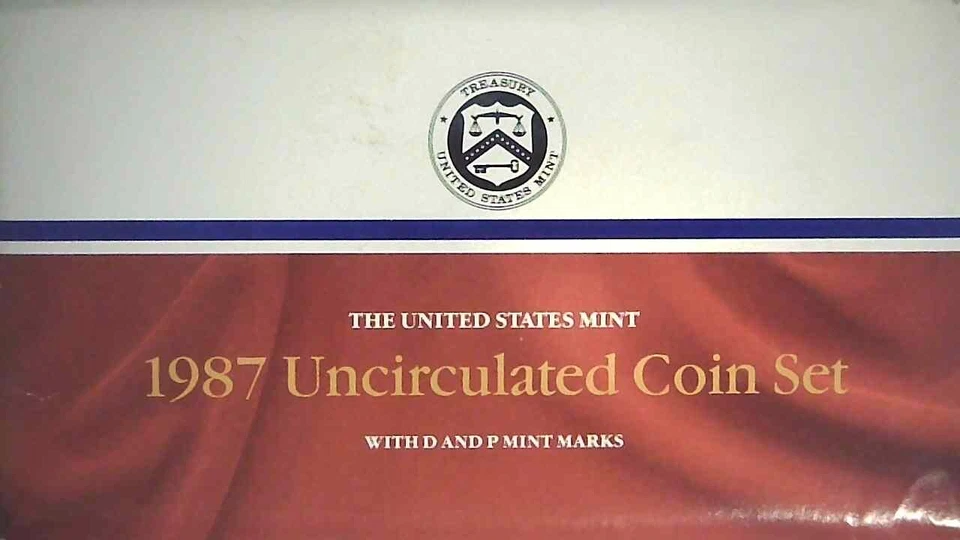 TREASURY
UNITED STATES MINT
THE UNITED STATES MINT
1987 Uncirculated Coin Set
WITH D AND P MINT MARKS